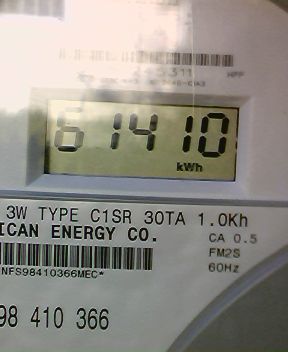 61410
kWh
3W TYPE C1SR 30TA 1.0Kh
ICAN ENERGY CO.
CA 0.5
FM2S
60Hz
NFS98410366MEC*
98 410 366